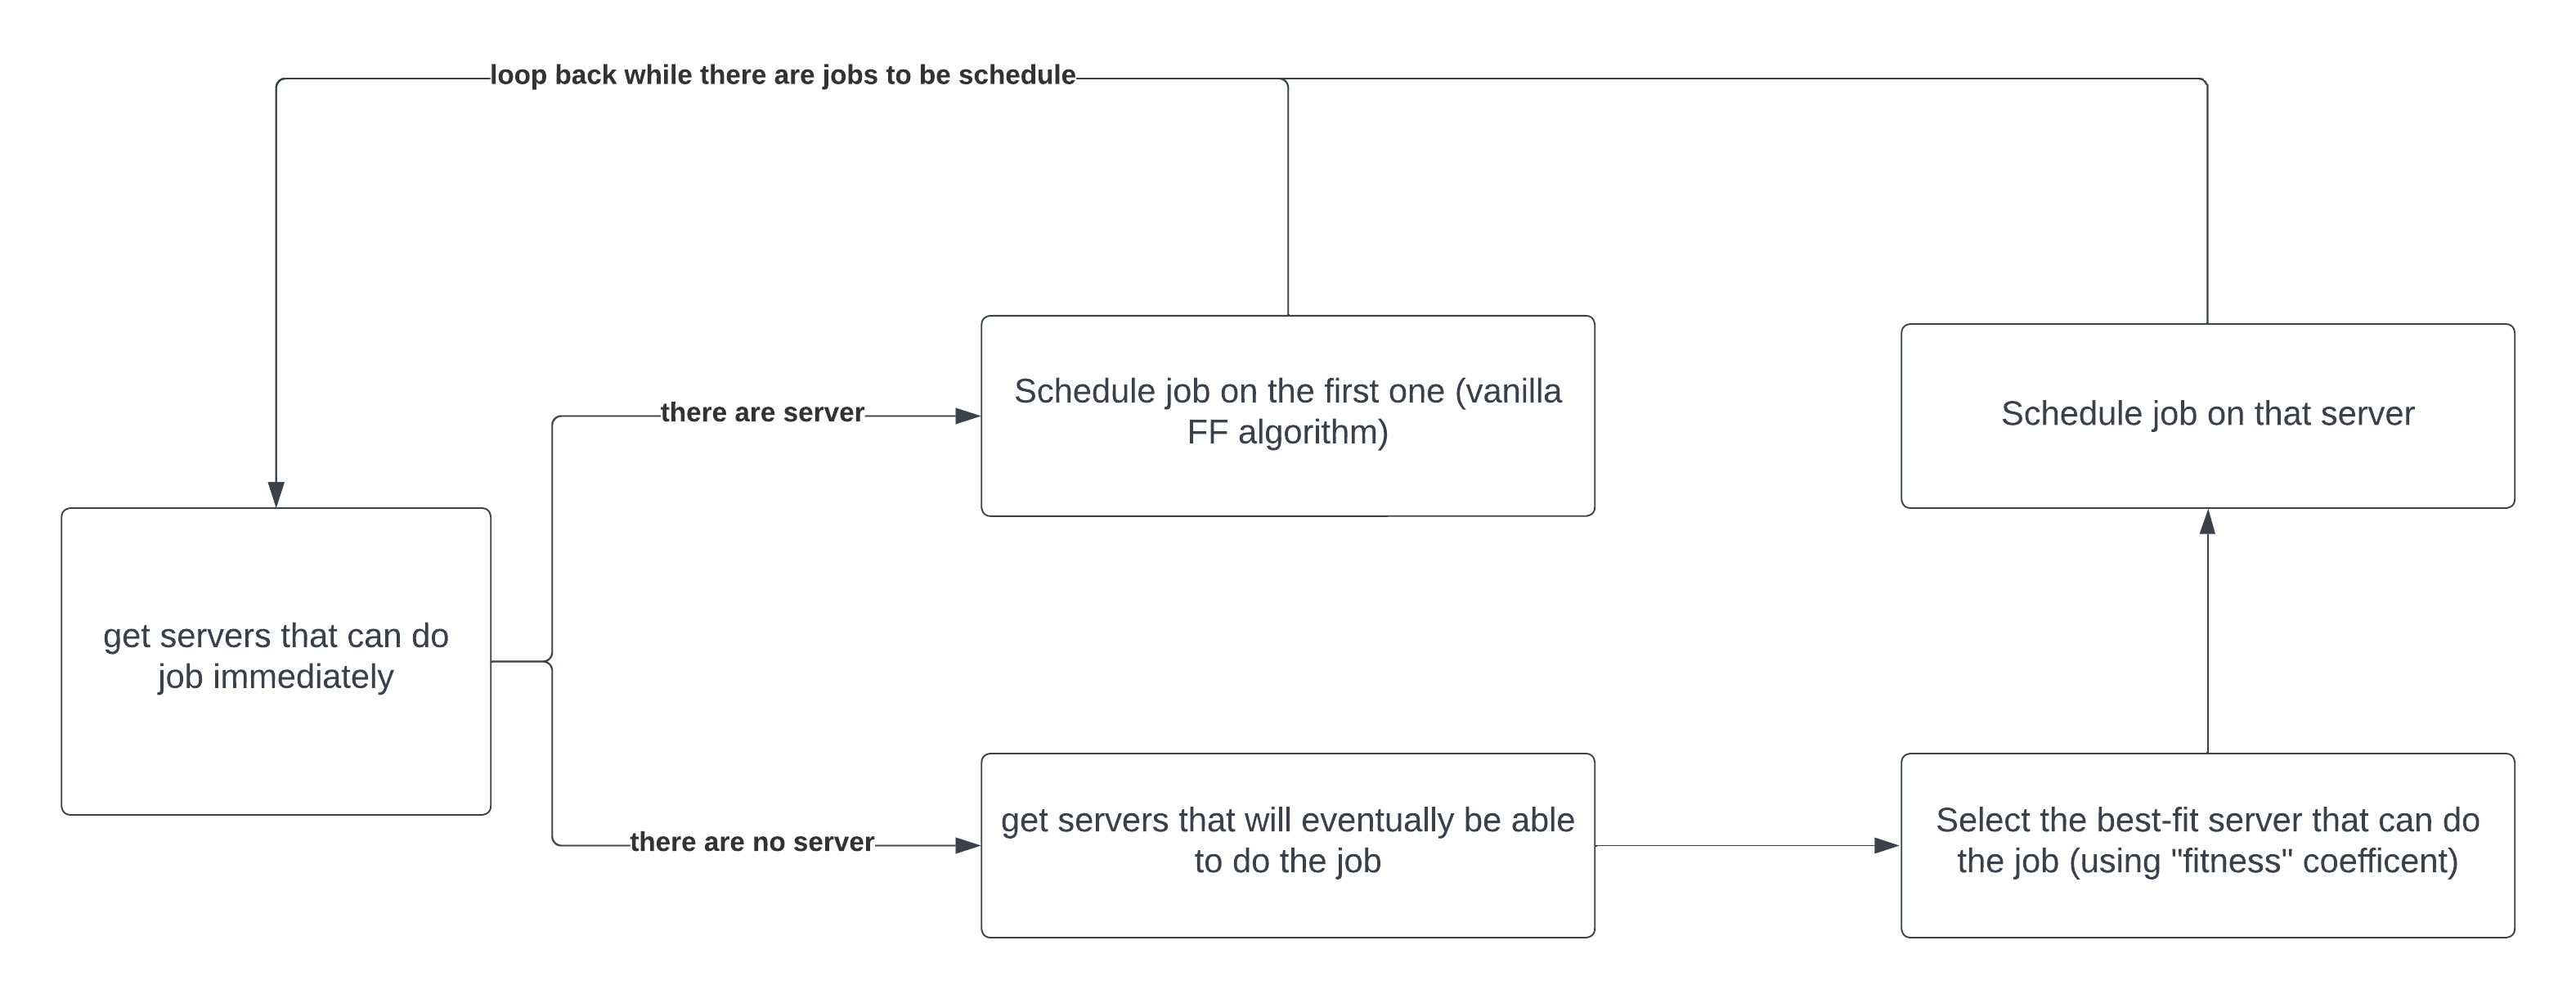 loop back while there are jobs to be schedule
there are server
Schedule job on the first one (vanilla
FF algorithm)
Schedule job on that server
get servers that can do
job immediately
there are no server
get servers that will eventually be able
to do the job
Select the best-fit server that can do
the job (using "fitness" coefficent)